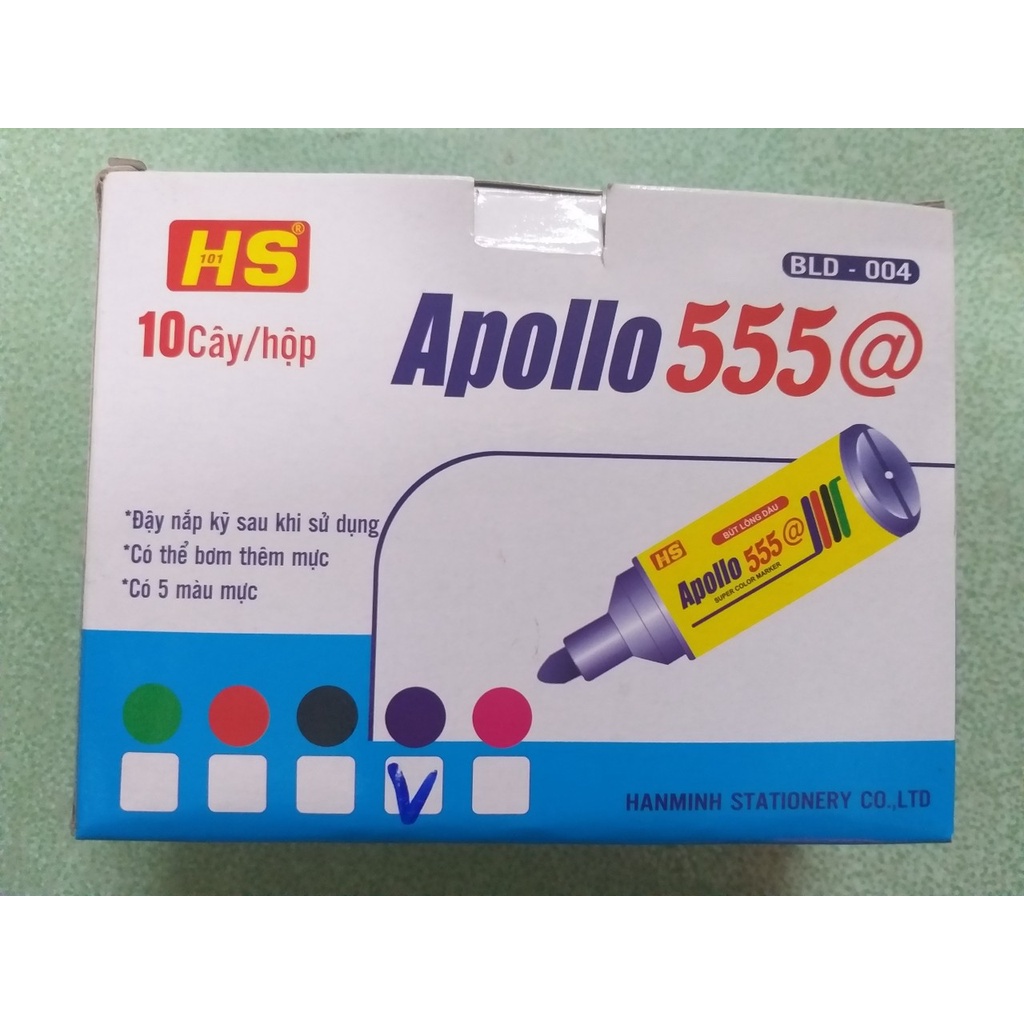 HS®
101
BLD - 004
10Cây/hộp
Apollo 555@
*Đậy nắp kỹ sau khi sử dụng
*Có thể bơm thêm mực
*Có 5 màu mực
HS
BÚT LÔNG DẦU
Apollo 555@
SUPER COLOR MARKER
V
HANMINH STATIONERY CO.,LTD